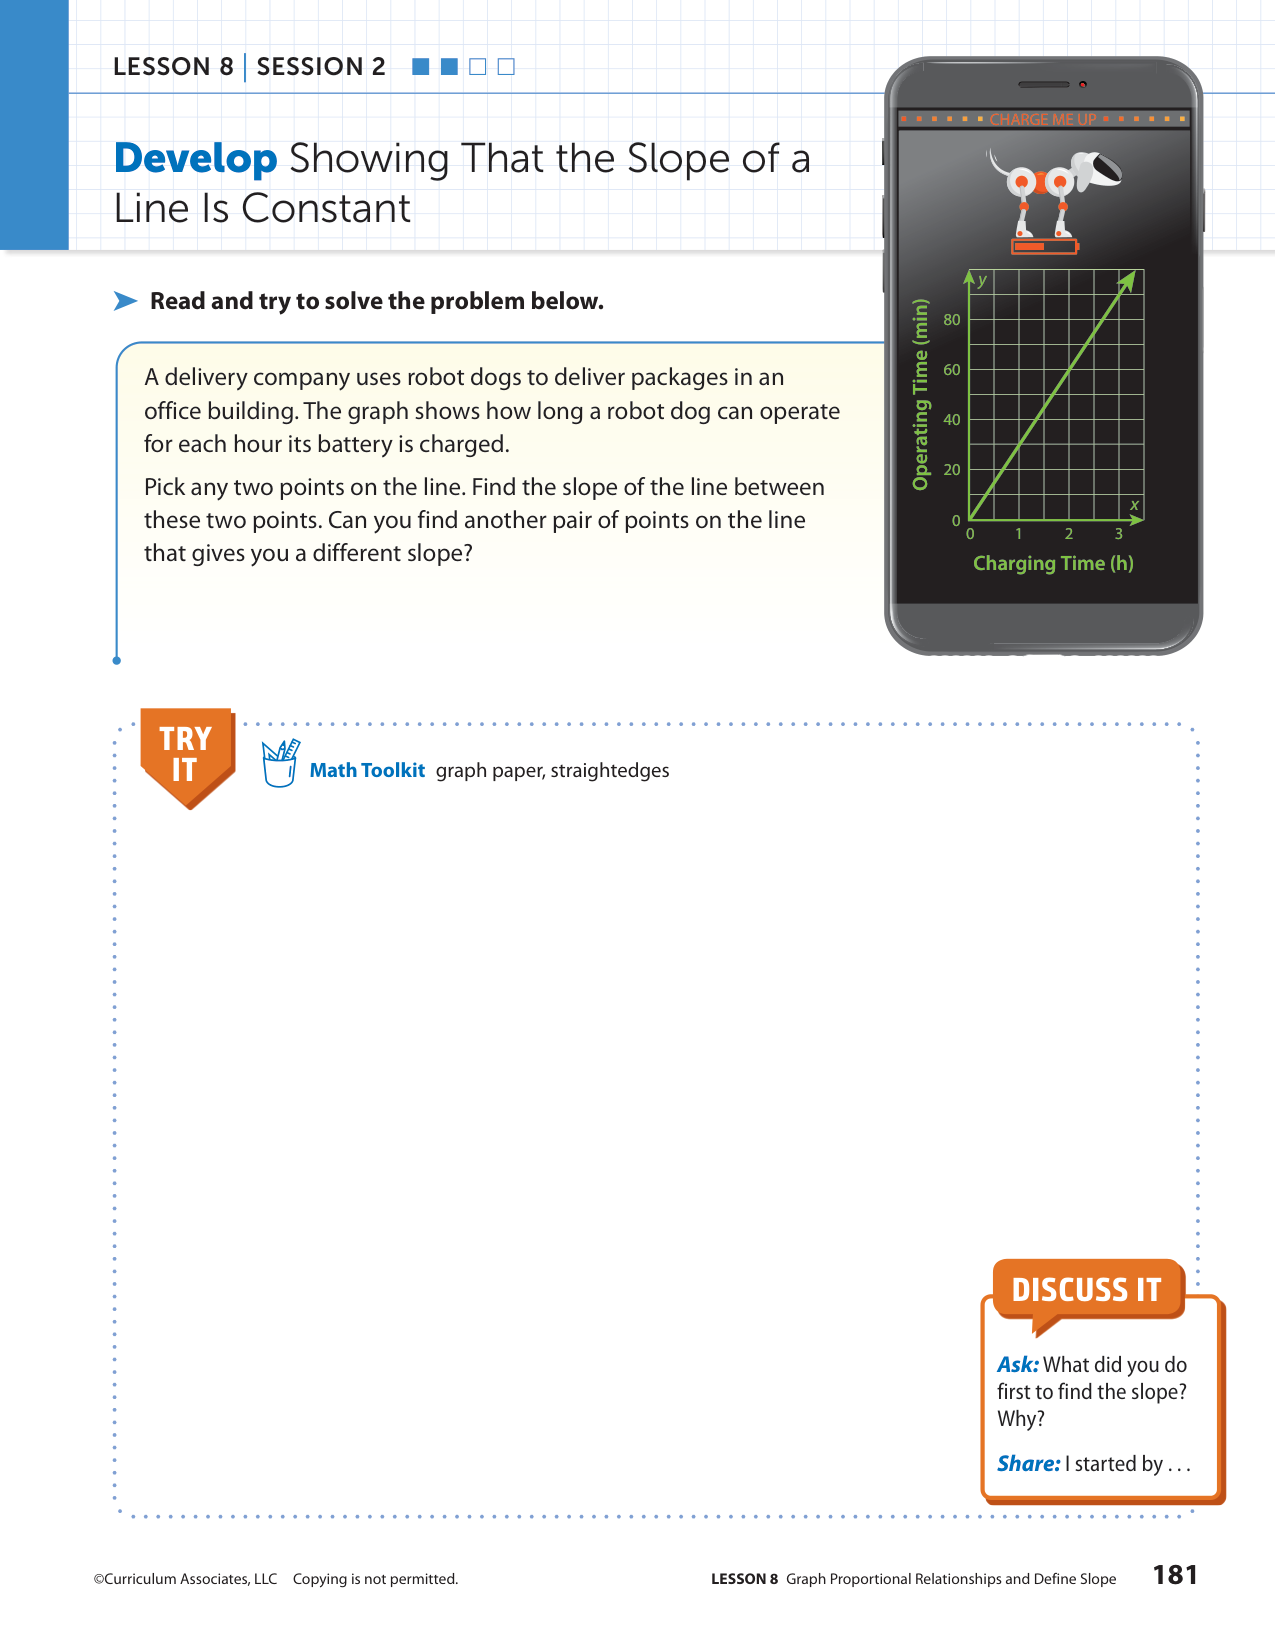 LESSON 8 | SESSION 2
Develop Showing That the Slope of a
Line Is Constant
➤ Read and try to solve the problem below.
A delivery company uses robot dogs to deliver packages in an
office building. The graph shows how long a robot dog can operate
for each hour its battery is charged.
Pick any two points on the line. Find the slope of the line between
these two points. Can you find another pair of points on the line
that gives you a different slope?
CHARGE ME UP
y
Operating Time (min)
80
60
40
20
0
x
0 1 2 3
Charging Time (h)
TRY
IT
Math Toolkit graph paper, straightedges
DISCUSS IT
Ask: What did you do
first to find the slope?
Why?
Share: I started by . . .
©Curriculum Associates, LLC Copying is not permitted.
LESSON 8 Graph Proportional Relationships and Define Slope 181